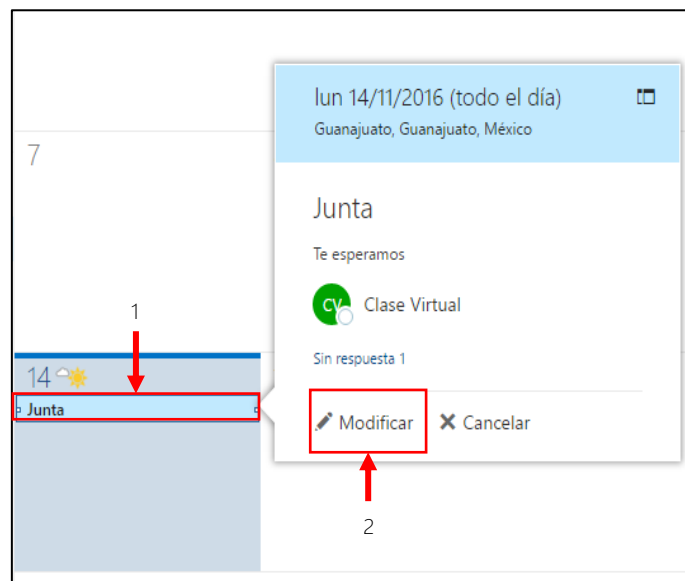 7
1
14
Junta
lun 14/11/2016 (todo el día)
Guanajuato, Guanajuato, México
Junta
Te esperamos
CV
Clase Virtual
Sin respuesta 1
Modificar
Cancelar
2